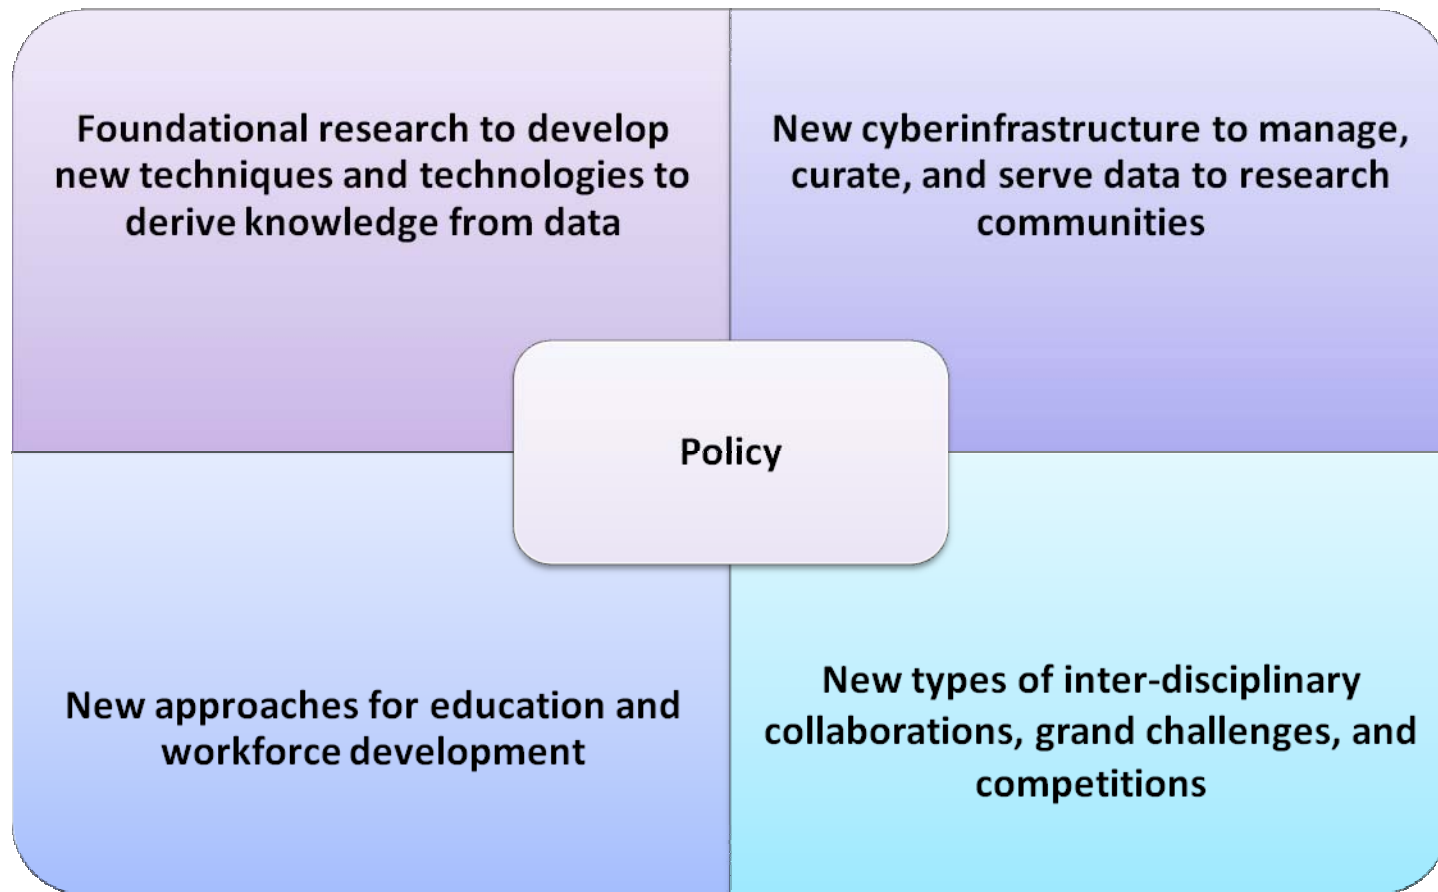 Foundational research to develop
new techniques and technologies to
derive knowledge from data
New cyberinfrastructure to manage,
curate, and serve data to research
communities
Policy
New approaches for education and
workforce development
New types of inter-disciplinary
collaborations, grand challenges, and
competitions